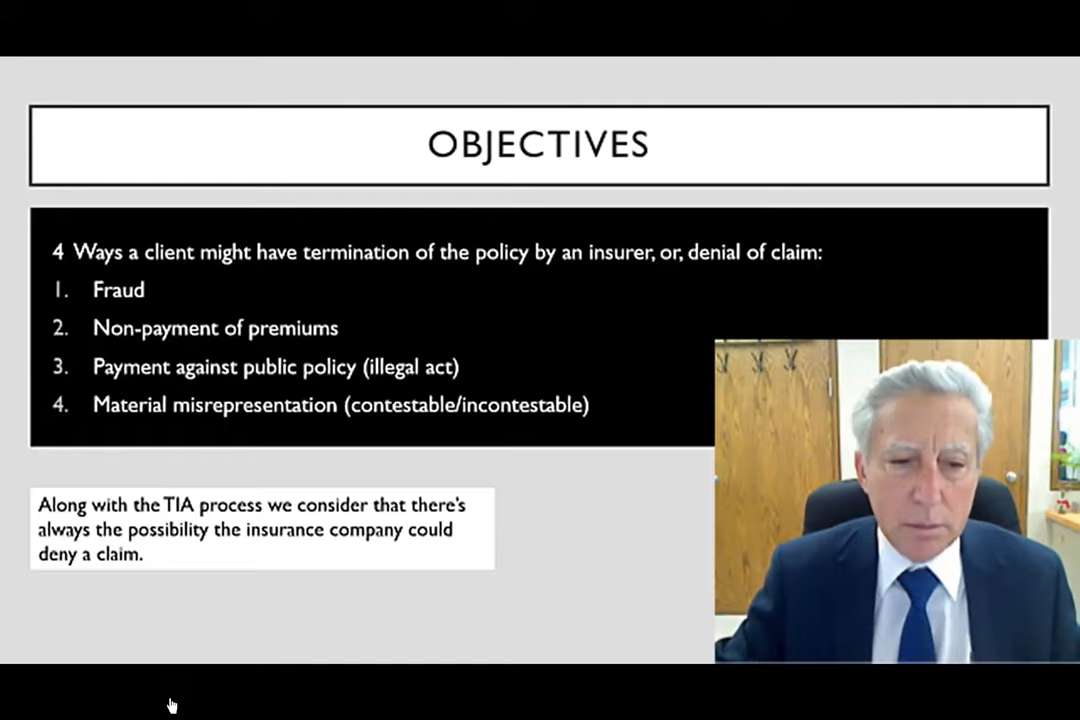 OBJECTIVES
4 Ways a client might have termination of the policy by an insurer, or, denial of claim:
1. Fraud
2. Non-payment of premiums
3. Payment against public policy (illegal act)
4. Material misrepresentation (contestable/incontestable)
Along with the TIA process we consider that there's
always the possibility the insurance company could
deny a claim.